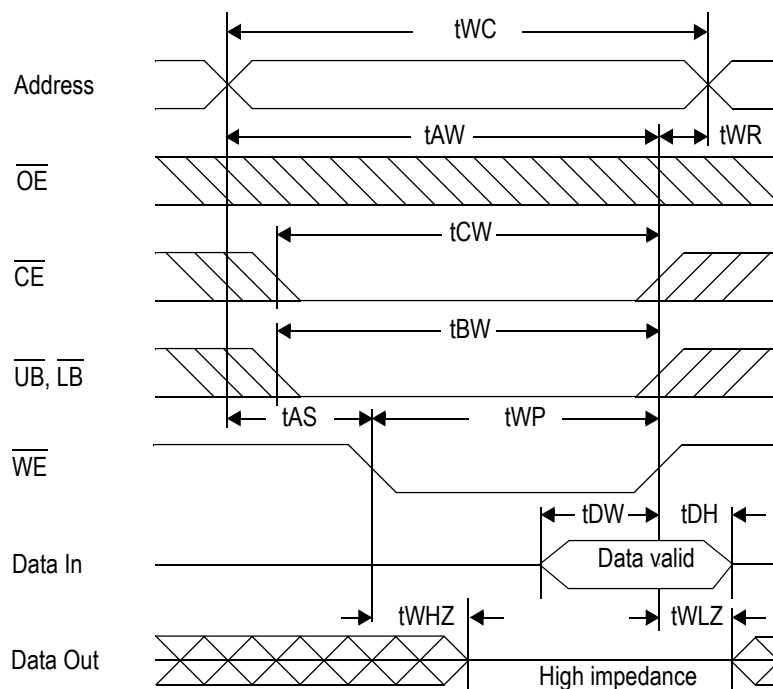 tWC
Address
tAW
tWR
OE
tCW
CE
tBW
UB, LB
tAS
tWP
WE
tDW
tDH
Data In
Data valid
tWHZ
tWLZ
Data Out
High impedance